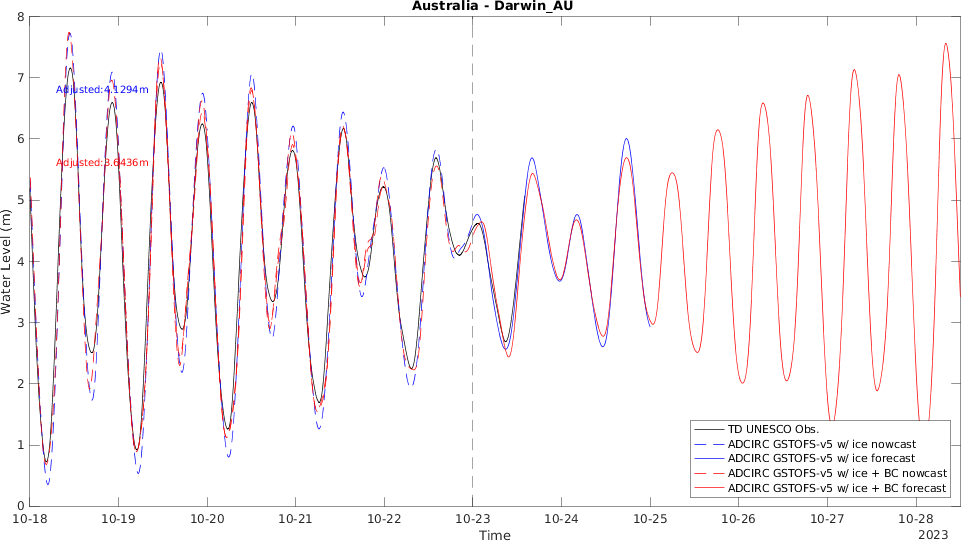 Australia - Darwin_AU
Water Level (m)
8
7
6
5
4
3
2
1
0
Adjusted:4.1294m
Adjusted:3.6436m
TD UNESCO Obs.
ADCIRC GSTOFS-v5 w/ ice nowcast
ADCIRC GSTOFS-v5 w/ ice forecast
ADCIRC GSTOFS-v5 w/ ice + BC nowcast
ADCIRC GSTOFS-v5 w/ ice + BC forecast
10-18 10-19 10-20 10-21 10-22 10-23 10-24 10-25 10-26 10-27 10-28
Time
2023